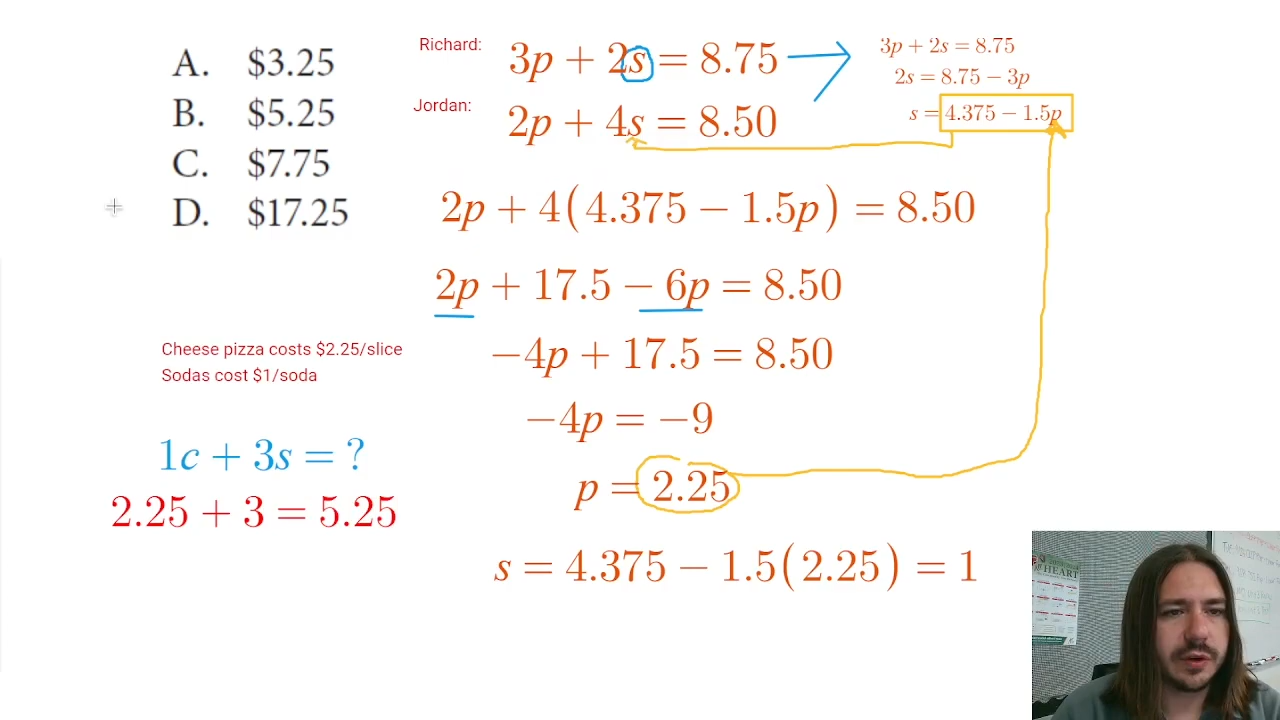 A. $3.25
B. $5.25
C. $7.75
D. $17.25
Richard: 3p + 2s = 8.75
Jordan: 2p + 4s = 8.50
3p + 2s = 8.75
2s = 8.75 − 3p
s = 4.375 − 1.5p
2p + 4(4.375 − 1.5p) = 8.50
2p + 17.5 − 6p = 8.50
−4p + 17.5 = 8.50
−4p = −9
p = 2.25
s = 4.375 − 1.5(2.25) = 1
Cheese pizza costs $2.25/slice
Sodas cost $1/soda
1c + 3s = ?
2.25 + 3 = 5.25
HEART